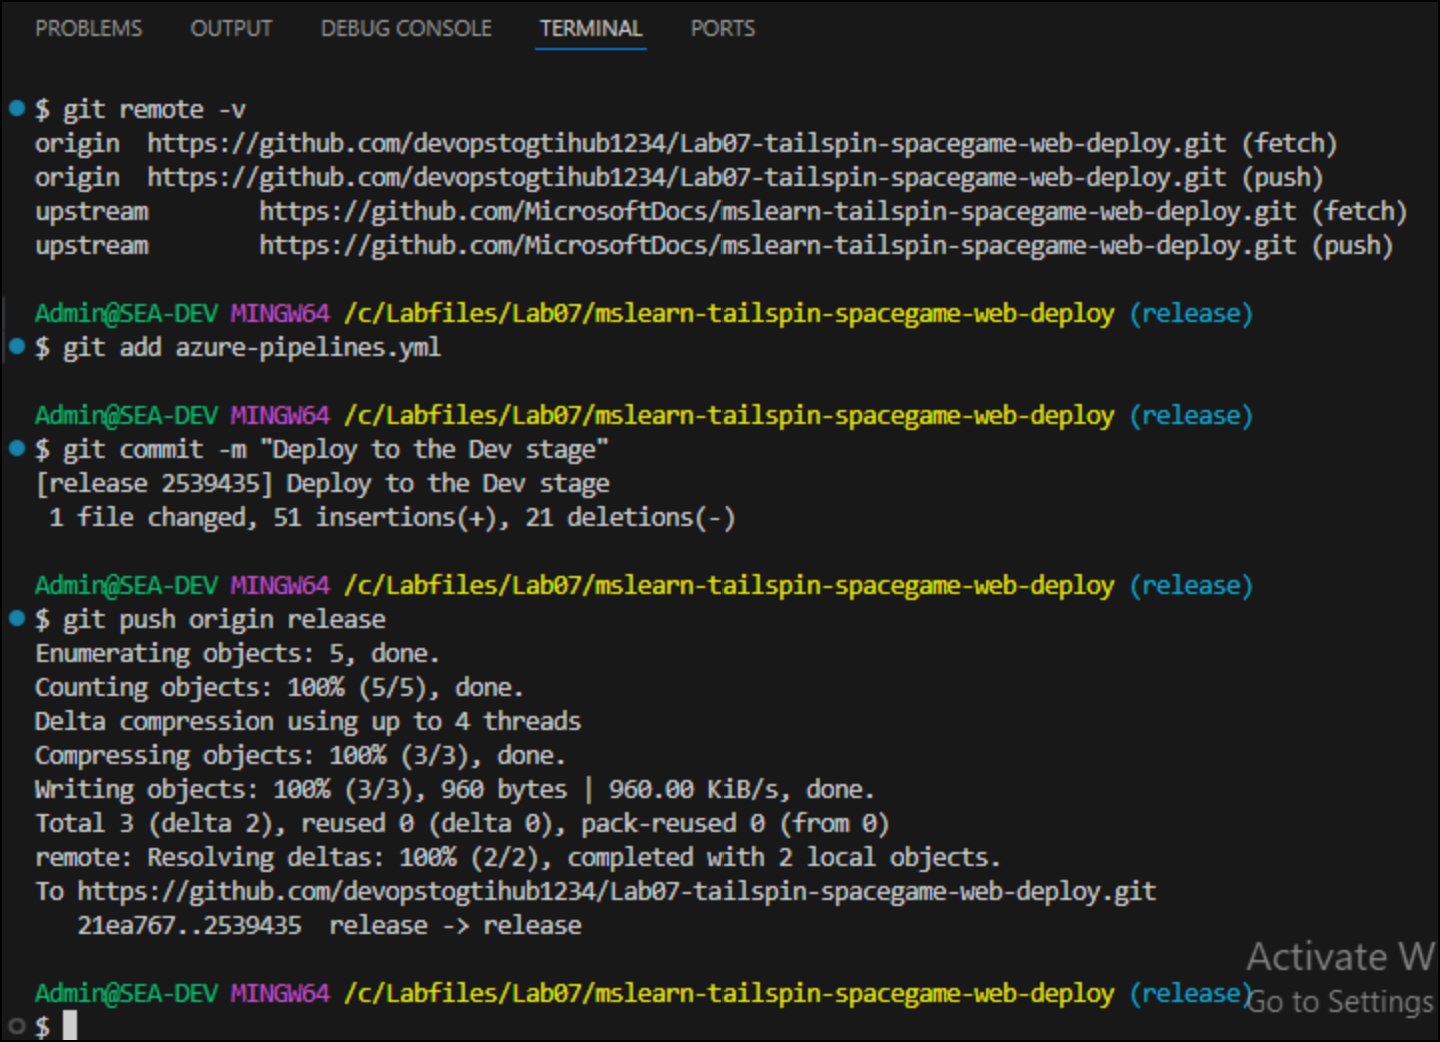 PROBLEMS OUTPUT DEBUG CONSOLE TERMINAL PORTS
$ git remote -v
origin https://github.com/devopstogtihub1234/Lab07-tailspin-spacegame-web-deploy.git (fetch)
origin https://github.com/devopstogtihub1234/Lab07-tailspin-spacegame-web-deploy.git (push)
upstream https://github.com/MicrosoftDocs/mslearn-tailspin-spacegame-web-deploy.git (fetch)
upstream https://github.com/MicrosoftDocs/mslearn-tailspin-spacegame-web-deploy.git (push)
Admin@SEA-DEV MINGW64 /c/Labfiles/Lab07/mslearn-tailspin-spacegame-web-deploy (release)
$ git add azure-pipelines.yml
Admin@SEA-DEV MINGW64 /c/Labfiles/Lab07/mslearn-tailspin-spacegame-web-deploy (release)
$ git commit -m "Deploy to the Dev stage"
[release 2539435] Deploy to the Dev stage
1 file changed, 51 insertions(+), 21 deletions(-)
Admin@SEA-DEV MINGW64 /c/Labfiles/Lab07/mslearn-tailspin-spacegame-web-deploy (release)
$ git push origin release
Enumerating objects: 5, done.
Counting objects: 100% (5/5), done.
Delta compression using up to 4 threads
Compressing objects: 100% (3/3), done.
Writing objects: 100% (3/3), 960 bytes | 960.00 KiB/s, done.
Total 3 (delta 2), reused 0 (delta 0), pack-reused 0 (from 0)
remote: Resolving deltas: 100% (2/2), completed with 2 local objects.
To https://github.com/devopstogtihub1234/Lab07-tailspin-spacegame-web-deploy.git
21ea767..2539435 release -> release
Activate W
Admin@SEA-DEV MINGW64 /c/Labfiles/Lab07/mslearn-tailspin-spacegame-web-deploy (release)
Go to Settings
$